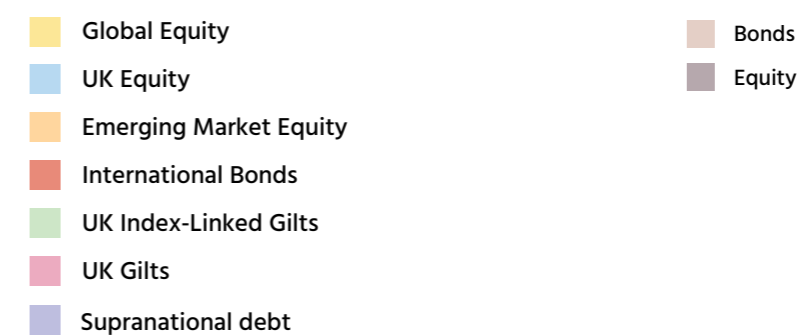 Global Equity
UK Equity
Emerging Market Equity
International Bonds
UK Index-Linked Gilts
UK Gilts
Supranational debt
Bonds
Equity